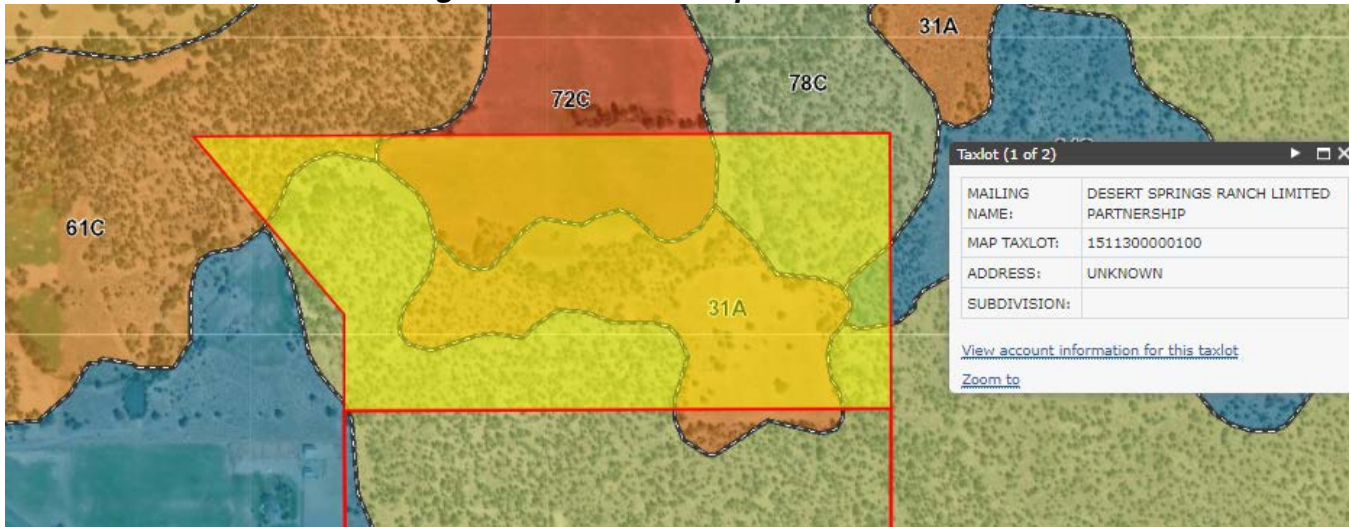 31A
72C
78C
Taxlot (1 of 2)
MAILING NAME:
DESERT SPRINGS RANCH LIMITED PARTNERSHIP
61C
MAP TAXLOT:
1511300000100
ADDRESS:
UNKNOWN
31A
SUBDIVISION:
View account information for this taxlot
Zoom to